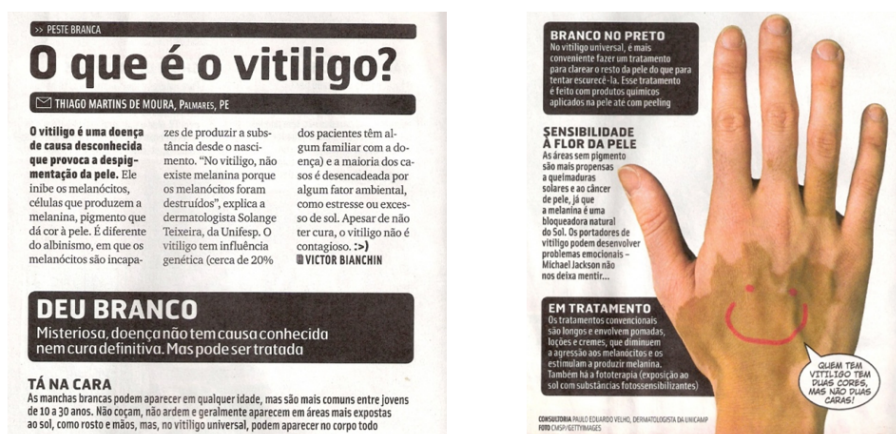 >> PESTE BRANCA
O que é o vitiligo?
THIAGO MARTINS DE MOURA, PALMARES, PE
O vitiligo é uma doença
de causa desconhecida
que provoca a despig-
mentação da pele. Ele
inibe os melanócitos,
células que produzem a
melanina, pigmento que
dá cor à pele. É diferente
do albinismo, em que os
melanócitos são incapa-
zes de produzir a subs-
tância desde o nasci-
mento. “No vitiligo, não
existe melanina porque
os melanócitos foram
destruídos”, explica a
dermatologista Solange
Teixeira, da Unifesp. O
vitiligo tem influência
genética (cerca de 20%
dos pacientes têm al-
gum familiar com a do-
ença) e a maioria dos ca-
sos é desencadeada por
algum fator ambiental,
como estresse ou exces-
so de sol. Apesar de não
ter cura, o vitiligo não é
contagioso. :>)
VICTOR BIANCHIN
DEU BRANCO
Misteriosa, doença não tem causa conhecida
nem cura definitiva. Mas pode ser tratada
TÁ NA CARA
As manchas brancas podem aparecer em qualquer idade, mas são mais comuns entre jovens
de 10 a 30 anos. Não coçam, não ardem e geralmente aparecem em áreas mais expostas
ao sol, como rosto e mãos, mas, no vitiligo universal, podem aparecer no corpo todo
BRANCO NO PRETO
No vitiligo universal, é mais
conveniente fazer um tratamento
para clarear o resto da pele do que para
tentar escurecê-la. Esse tratamento
é feito com produtos químicos
aplicados na pele até com peeling
SENSIBILIDADE
À FLOR DA PELE
As áreas sem pigmento
são mais propensas
a queimaduras
solares e ao câncer
de pele, já que
a melanina é uma
bloqueadora natural
do Sol. Os portadores de
vitiligo podem desenvolver
problemas emocionais –
Michael Jackson não
nos deixa mentir...
EM TRATAMENTO
Os tratamentos convencionais
são longos e envolvem pomadas,
loções e cremes, que diminuem
a agressão aos melanócitos e os
estimulam a produzir melanina.
Também há a fototerapia (exposição ao
sol com substâncias fotossensibilizantes)
QUEM TEM
VITILIGO TEM
DUAS CORES,
MAS NÃO DUAS
CARAS!
CONSULTORIA PAULO EDUARDO VELHO, DERMATOLOGISTA DA UNICAMP
FOTO CMSP/GETTYIMAGES